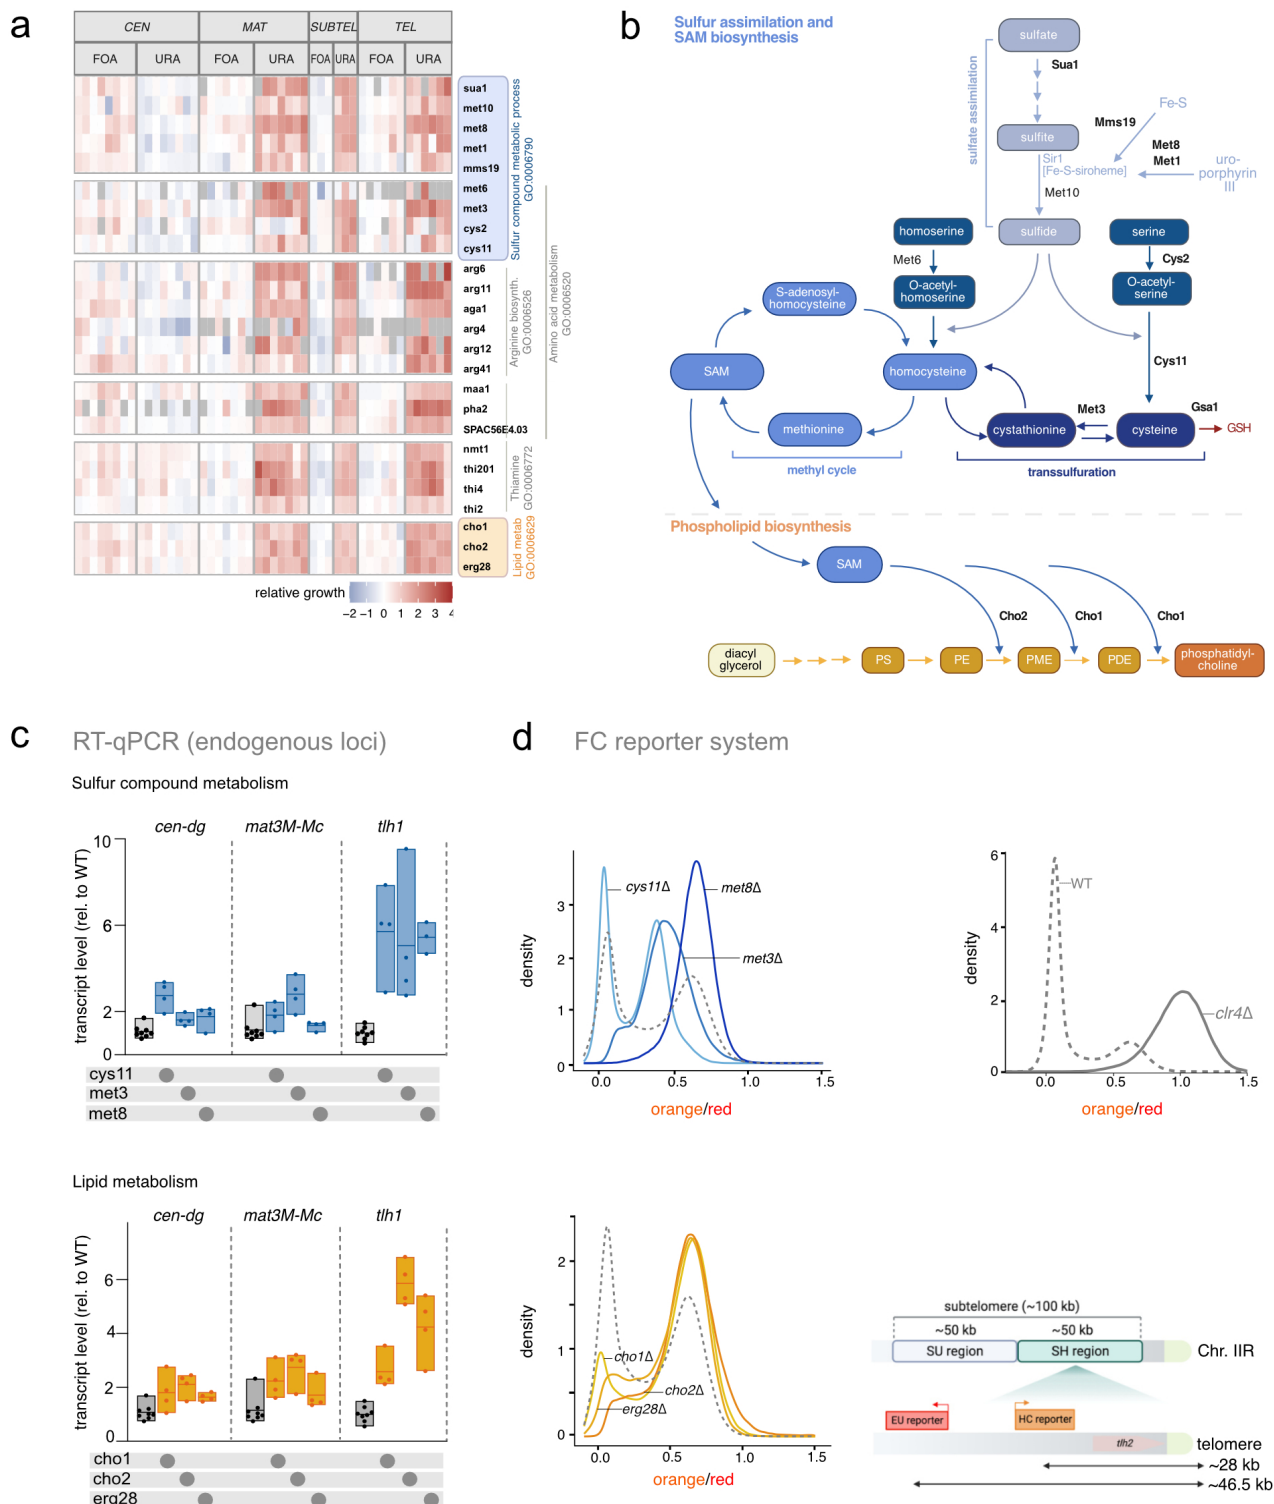 a
CEN MAT SUBTEL TEL
FOA URA FOA URA FOA URA FOA URA
sua1
met10
met8
met1
mms19
met6
met3
cys2
cys11
arg6
arg11
aga1
arg4
arg12
arg41
maa1
pha2
SPAC56E4.03
nmt1
thi201
thi4
thi2
cho1
cho2
erg28
Sulfur compound metabolic process
GO:0006790
Arginine biosynth.
GO:0006526
Amino acid metabolism
GO:0006520
Thiamine
GO:0006772
Lipid metab
GO:0006629
relative growth
−2 −1 0 1 2 3 4
b
Sulfur assimilation and
SAM biosynthesis
sulfate assimilation
sulfate
Sua1
sulfite
Fe-S
Mms19
Met8
Met1
Sir1
[Fe-S-siroheme]
uro-
porphyrin
III
Met10
sulfide
homoserine
serine
Met6
Cys2
O-acetyl-
homoserine
O-acetyl-
serine
S-adenosyl-
homocysteine
Cys11
SAM
homocysteine
methionine
Met3
Gsa1
cystathionine
cysteine
GSH
methyl cycle
transsulfuration
Phospholipid biosynthesis
SAM
Cho2
Cho1
Cho1
diacyl
glycerol
PS
PE
PME
PDE
phosphatidyl-
choline
c
RT-qPCR (endogenous loci)
Sulfur compound metabolism
cen-dg mat3M-Mc tlh1
transcript level (rel. to WT)
10
6
2
0
cys11
met3
met8
Lipid metabolism
cen-dg mat3M-Mc tlh1
transcript level (rel. to WT)
6
4
2
0
cho1
cho2
erg28
d
FC reporter system
density
3
2
1
0
cys11Δ
met8Δ
met3Δ
0.0 0.5 1.0 1.5
orange/red
density
6
4
2
0
WT
clr4Δ
0.0 0.5 1.0 1.5
orange/red
density
2
1
0
cho1Δ
cho2Δ
erg28Δ
0.0 0.5 1.0 1.5
orange/red
subtelomere (~100 kb)
~50 kb ~50 kb
SU region SH region Chr. IIR
EU reporter HC reporter
tlh2 telomere
~28 kb
~46.5 kb